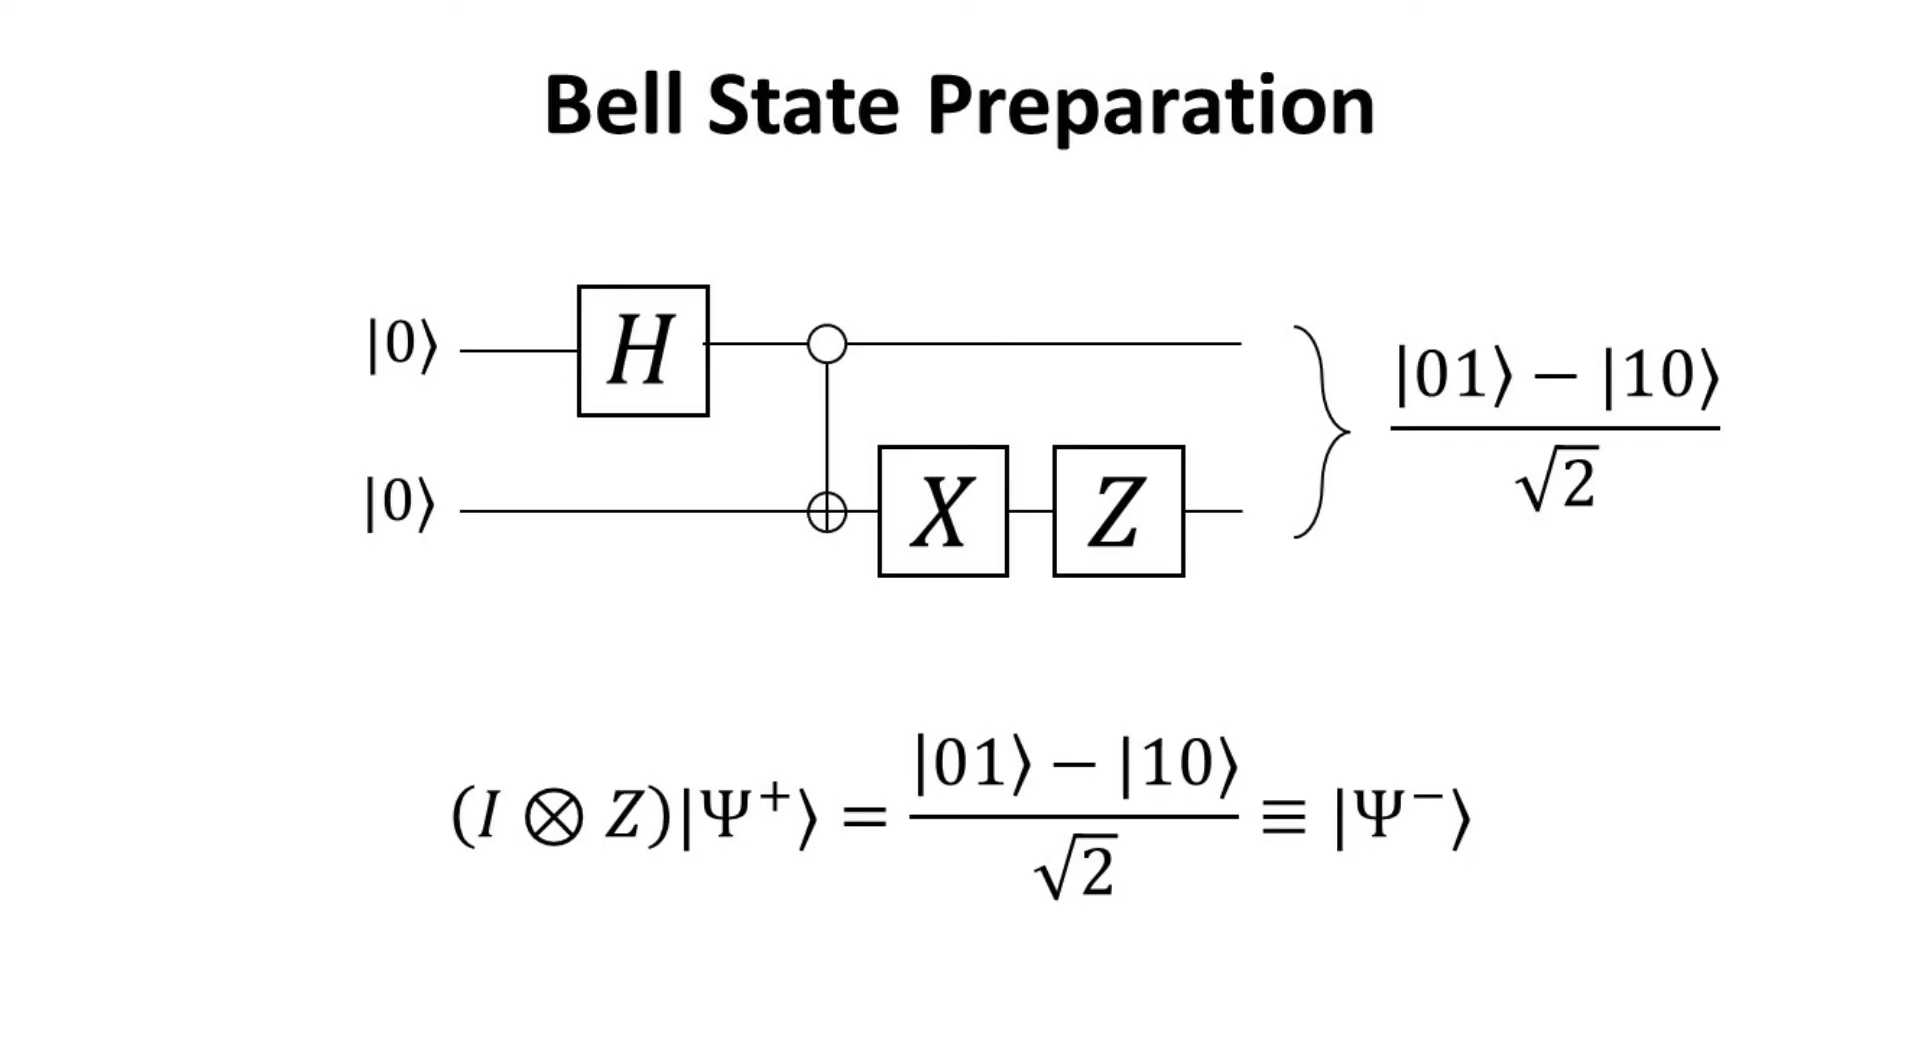 Bell State Preparation
|0⟩ H
|01⟩ − |10⟩
√2
|0⟩ X Z
(I ⊗ Z)|Ψ⁺⟩ = |01⟩ − |10⟩ / √2 ≡ |Ψ⁻⟩